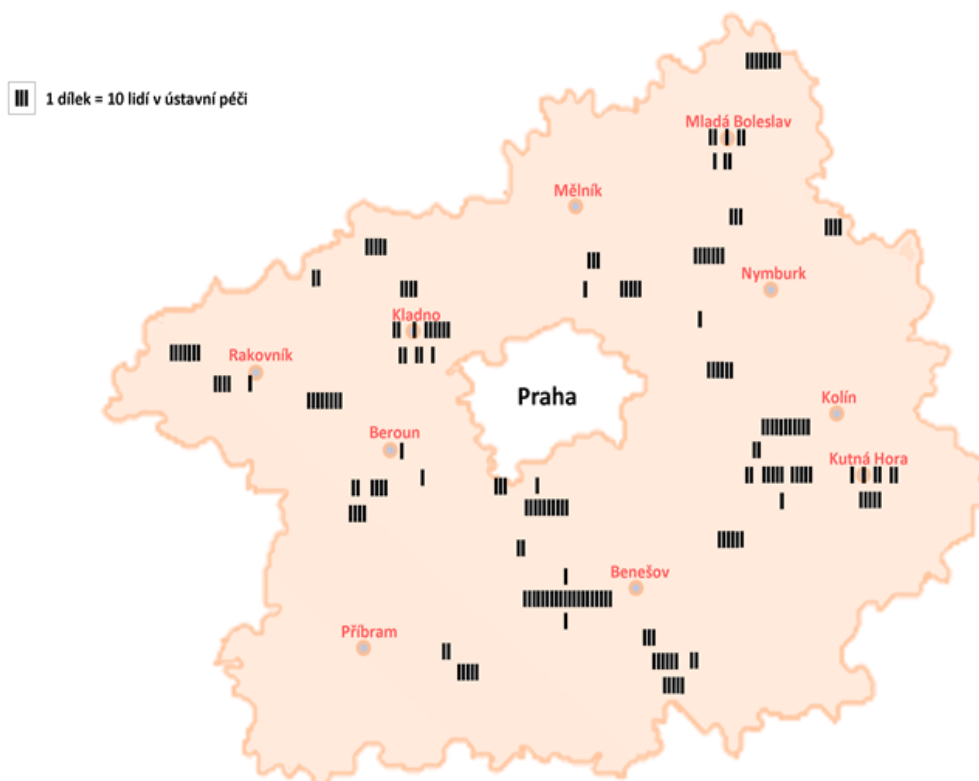 1 dílek = 10 lidí v ústavní péči
Mladá Boleslav
Mělník
Nymburk
Kladno
Rakovník
Praha
Kolín
Beroun
Kutná Hora
Benešov
Příbram